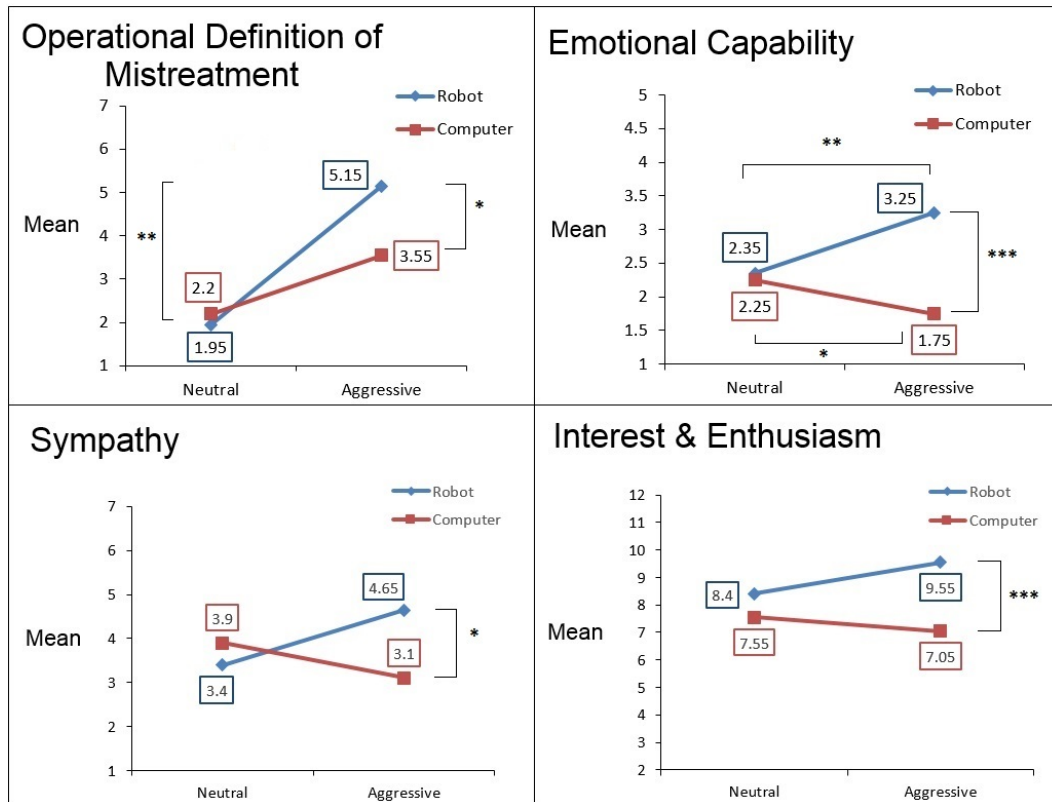 Operational Definition of
Mistreatment
Robot
Computer
7
6
5
4
3
2
1
Mean
**
*
5.15
3.55
2.2
1.95
Neutral
Aggressive
Emotional Capability
Robot
Computer
5
4.5
4
3.5
3
2.5
2
1.5
1
Mean
**
3.25
2.35
***
2.25
1.75
*
Neutral
Aggressive
Sympathy
Robot
Computer
7
6
5
4
3
2
1
Mean
4.65
3.9
*
3.1
3.4
Neutral
Aggressive
Interest & Enthusiasm
Robot
Computer
12
11
10
9
8
7
6
5
4
3
2
Mean
8.4
9.55
***
7.55
7.05
Neutral
Aggressive